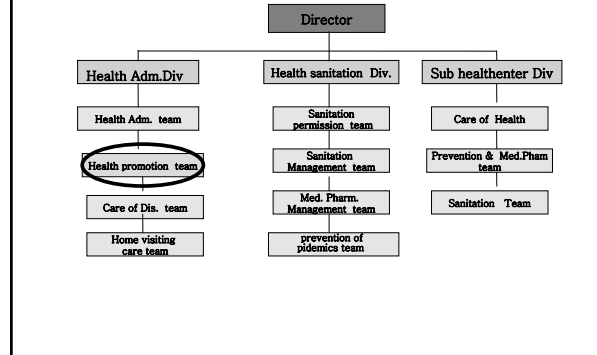 Director
Health Adm.Div
Health sanitation Div.
Sub healthenter Div
Health Adm. team
Sanitation
permission team
Care of Health
Health promotion team
Sanitation
Management team
Prevention & Med.Pham
team
Care of Dis. team
Med. Pharm.
Management team
Sanitation Team
Home visiting
care team
prevention of
pidemics team